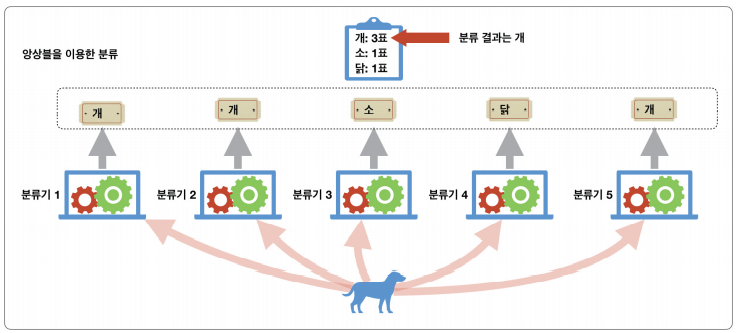 개: 3표
소: 1표
닭: 1표
분류 결과는 개
앙상블을 이용한 분류
개
개
소
닭
개
분류기 1
분류기 2
분류기 3
분류기 4
분류기 5